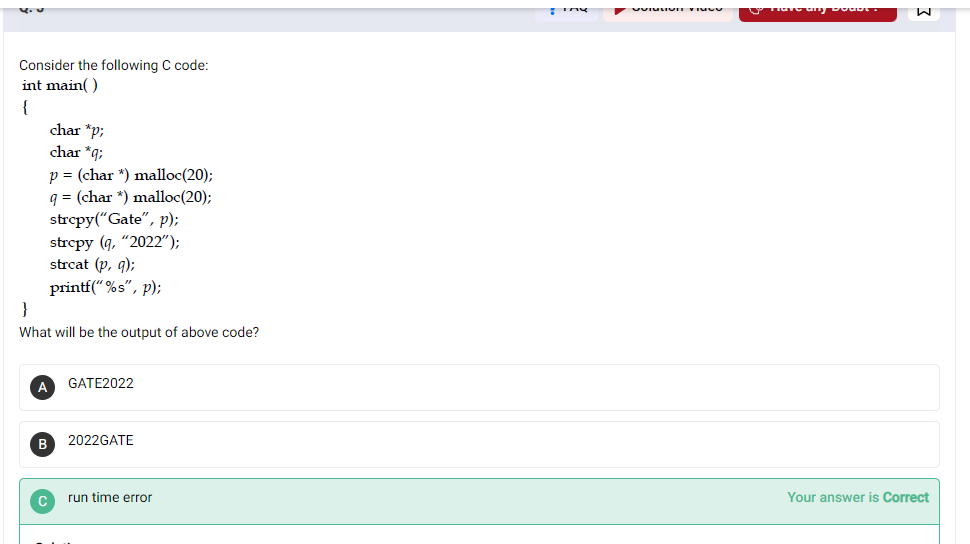 Consider the following C code:
int main( )
{
char *p;
char *q;
p = (char *) malloc(20);
q = (char *) malloc(20);
strcpy(“Gate”, p);
strcpy (q, “2022”);
strcat (p, q);
printf(“%s”, p);
}
What will be the output of above code?
A GATE2022
B 2022GATE
C run time error Your answer is Correct